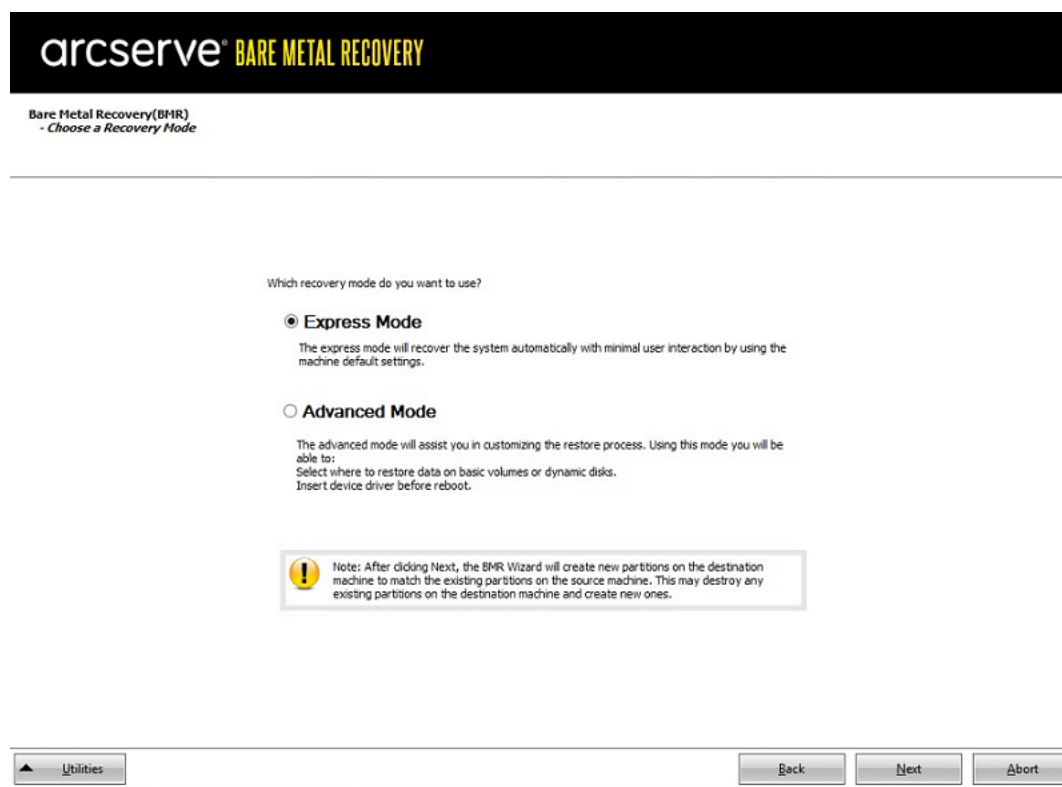 arcserve® BARE METAL RECOVERY
Bare Metal Recovery(BMR)
- Choose a Recovery Mode
Which recovery mode do you want to use?
Express Mode
The express mode will recover the system automatically with minimal user interaction by using the
machine default settings.
Advanced Mode
The advanced mode will assist you in customizing the restore process. Using this mode you will be
able to:
Select where to restore data on basic volumes or dynamic disks.
Insert device driver before reboot.
Note: After clicking Next, the BMR Wizard will create new partitions on the destination
machine to match the existing partitions on the source machine. This may destroy any
existing partitions on the destination machine and create new ones.
Utilities
Back
Next
Abort